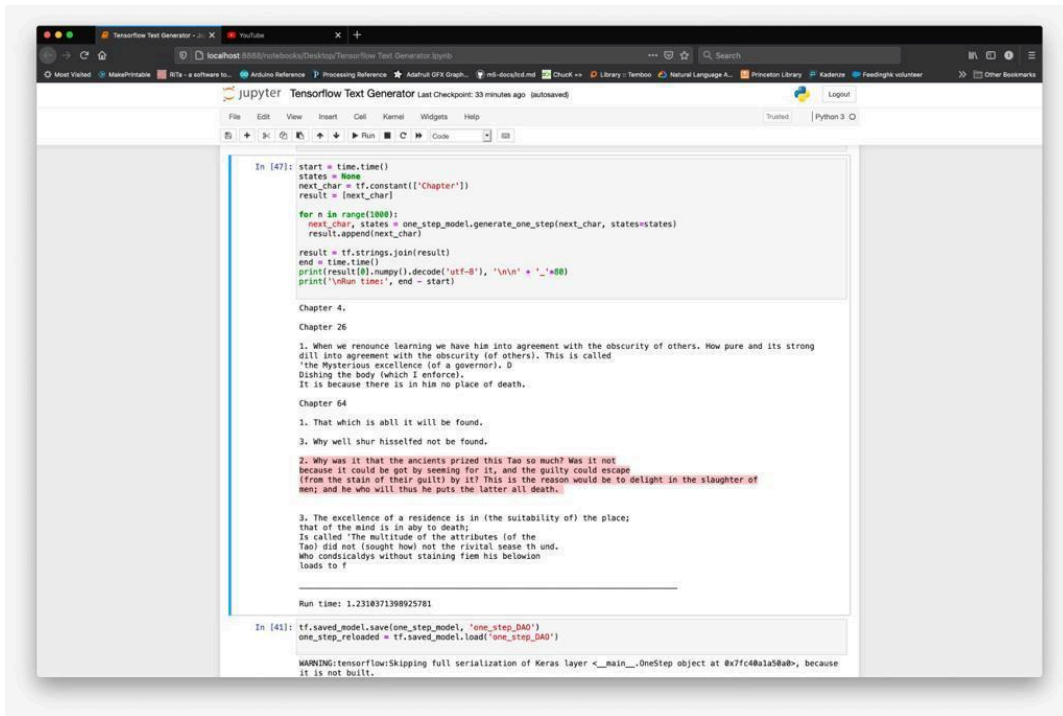 Tensorflow Text Generator - Ju
YouTube
localhost:8888/notebooks/Desktop/Tensorflow Text Generator.ipynb
Search
Most Visited
MakePrintable
RiTa - a software to...
Arduino Reference
Processing Reference
Adafruit GFX Graph...
m5-docs/lcd.md
ChucK =>
Library :: Temboo
Natural Language A...
Princeton Library
Kadenze
Feedinghk volunteer
Other Bookmarks
jupyter Tensorflow Text Generator Last Checkpoint: 33 minutes ago (autosaved)
Logout
File Edit View Insert Cell Kernel Widgets Help
Trusted
Python 3
Run
Code
In [47]: start = time.time()
states = None
next_char = tf.constant(['Chapter'])
result = [next_char]
for n in range(1000):
next_char, states = one_step_model.generate_one_step(next_char, states=states)
result.append(next_char)
result = tf.strings.join(result)
end = time.time()
print(result[0].numpy().decode('utf-8'), '\n\n' + '_'*80)
print('\nRun time:', end - start)
Chapter 4.
Chapter 26
1. When we renounce learning we have him into agreement with the obscurity of others. How pure and its strong
dill into agreement with the obscurity (of others). This is called
'the Mysterious excellence (of a governor). D
Dishing the body (which I enforce).
It is because there is in him no place of death.
Chapter 64
1. That which is abll it will be found.
3. Why well shur hisselfed not be found.
2. Why was it that the ancients prized this Tao so much? Was it not
because it could be got by seeming for it, and the guilty could escape
(from the stain of their guilt) by it? This is the reason would be to delight in the slaughter of
men; and he who will thus he puts the latter all death.
3. The excellence of a residence is in (the suitability of) the place;
that of the mind is in aby to death;
Is called 'The multitude of the attributes (of the
Tao) did not (sought how) not the rivital sease th und.
Who condsicaldys without staining fiem his belowion
loads to f
Run time: 1.2310371398925781
In [41]: tf.saved_model.save(one_step_model, 'one_step_DAO')
one_step_reloaded = tf.saved_model.load('one_step_DAO')
WARNING:tensorflow:Skipping full serialization of Keras layer <__main__.OneStep object at 0x7fc40a1a50a0>, because
it is not built.